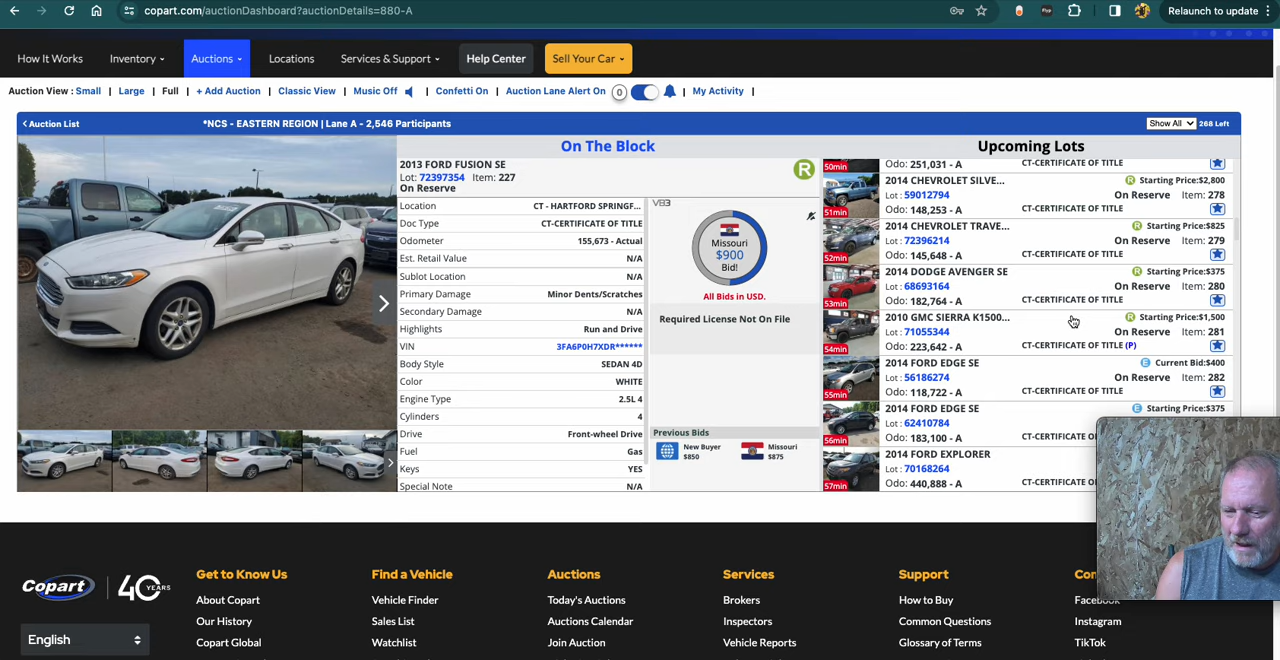 copart.com/auctionDashboard?auctionDetails=880-A
Relaunch to update
How It Works
Inventory
Auctions
Locations
Services & Support
Help Center
Sell Your Car
Auction View : Small | Large | Full | + Add Auction | Classic View | Music Off | Confetti On | Auction Lane Alert On 0 | My Activity |
Auction List
*NCS - EASTERN REGION | Lane A - 2,546 Participants
Show All
268 Left
On The Block
2013 FORD FUSION SE
Lot: 72397354 Item: 227
On Reserve
R
Location CT - HARTFORD SPRINGF...
Doc Type CT-CERTIFICATE OF TITLE
Odometer 155,673 - Actual
Est. Retail Value N/A
Sublot Location N/A
Primary Damage Minor Dents/Scratches
Secondary Damage N/A
Highlights Run and Drive
VIN 3FA6P0H7XDR******
Body Style SEDAN 4D
Color WHITE
Engine Type 2.5L 4
Cylinders 4
Drive Front-wheel Drive
Fuel Gas
Keys YES
Special Note N/A
VB3
Missouri
$900
Bid!
All Bids in USD.
Required License Not On File
Previous Bids
New Buyer
$850
Missouri
$875
Upcoming Lots
50min
Odo: 251,031 - A CT-CERTIFICATE OF TITLE
2014 CHEVROLET SILVE... R Starting Price:$2,800
Lot : 59012794 On Reserve Item: 278
51min
Odo: 148,253 - A CT-CERTIFICATE OF TITLE
2014 CHEVROLET TRAVE... R Starting Price:$825
Lot : 72396214 On Reserve Item: 279
52min
Odo: 145,648 - A CT-CERTIFICATE OF TITLE
2014 DODGE AVENGER SE R Starting Price:$375
Lot : 68693164 On Reserve Item: 280
53min
Odo: 182,764 - A CT-CERTIFICATE OF TITLE
2010 GMC SIERRA K1500... R Starting Price:$1,500
Lot : 71055344 On Reserve Item: 281
54min
Odo: 223,642 - A CT-CERTIFICATE OF TITLE (P)
2014 FORD EDGE SE E Current Bid:$400
Lot : 56186274 On Reserve Item: 282
55min
Odo: 118,722 - A CT-CERTIFICATE OF TITLE
2014 FORD EDGE SE E Starting Price:$375
Lot : 62410784
56min
Odo: 183,100 - A CT-CERTIFICATE OF
2014 FORD EXPLORER
Lot : 70168264
57min
Odo: 440,888 - A CT-CERTIFICATE OF
Copart
40 YEARS
English
Get to Know Us
About Copart
Our History
Copart Global
Find a Vehicle
Vehicle Finder
Sales List
Watchlist
Auctions
Today's Auctions
Auctions Calendar
Join Auction
Services
Brokers
Inspectors
Vehicle Reports
Support
How to Buy
Common Questions
Glossary of Terms
Facebook
Instagram
TikTok